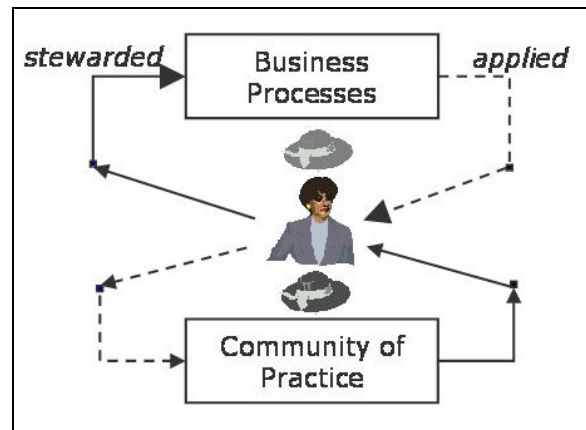 stewarded
Business
Processes
applied
Community of
Practice